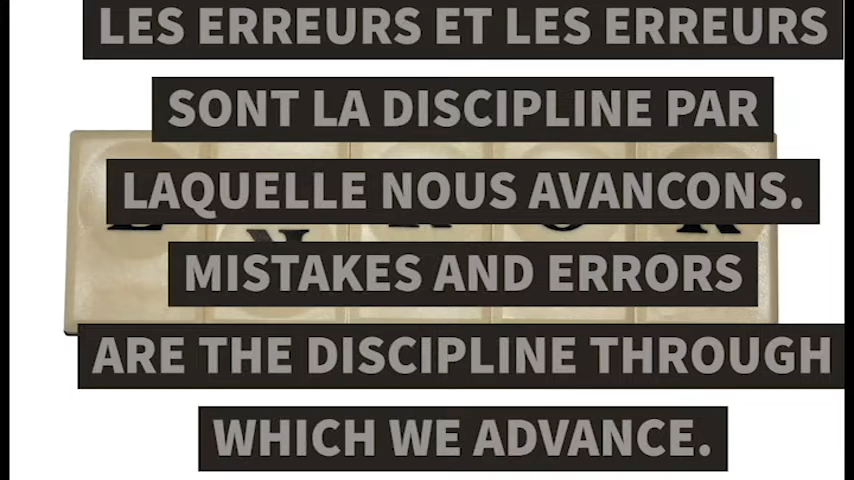 LES ERREURS ET LES ERREURS
SONT LA DISCIPLINE PAR
LAQUELLE NOUS AVANCONS.
MISTAKES AND ERRORS
ARE THE DISCIPLINE THROUGH
WHICH WE ADVANCE.